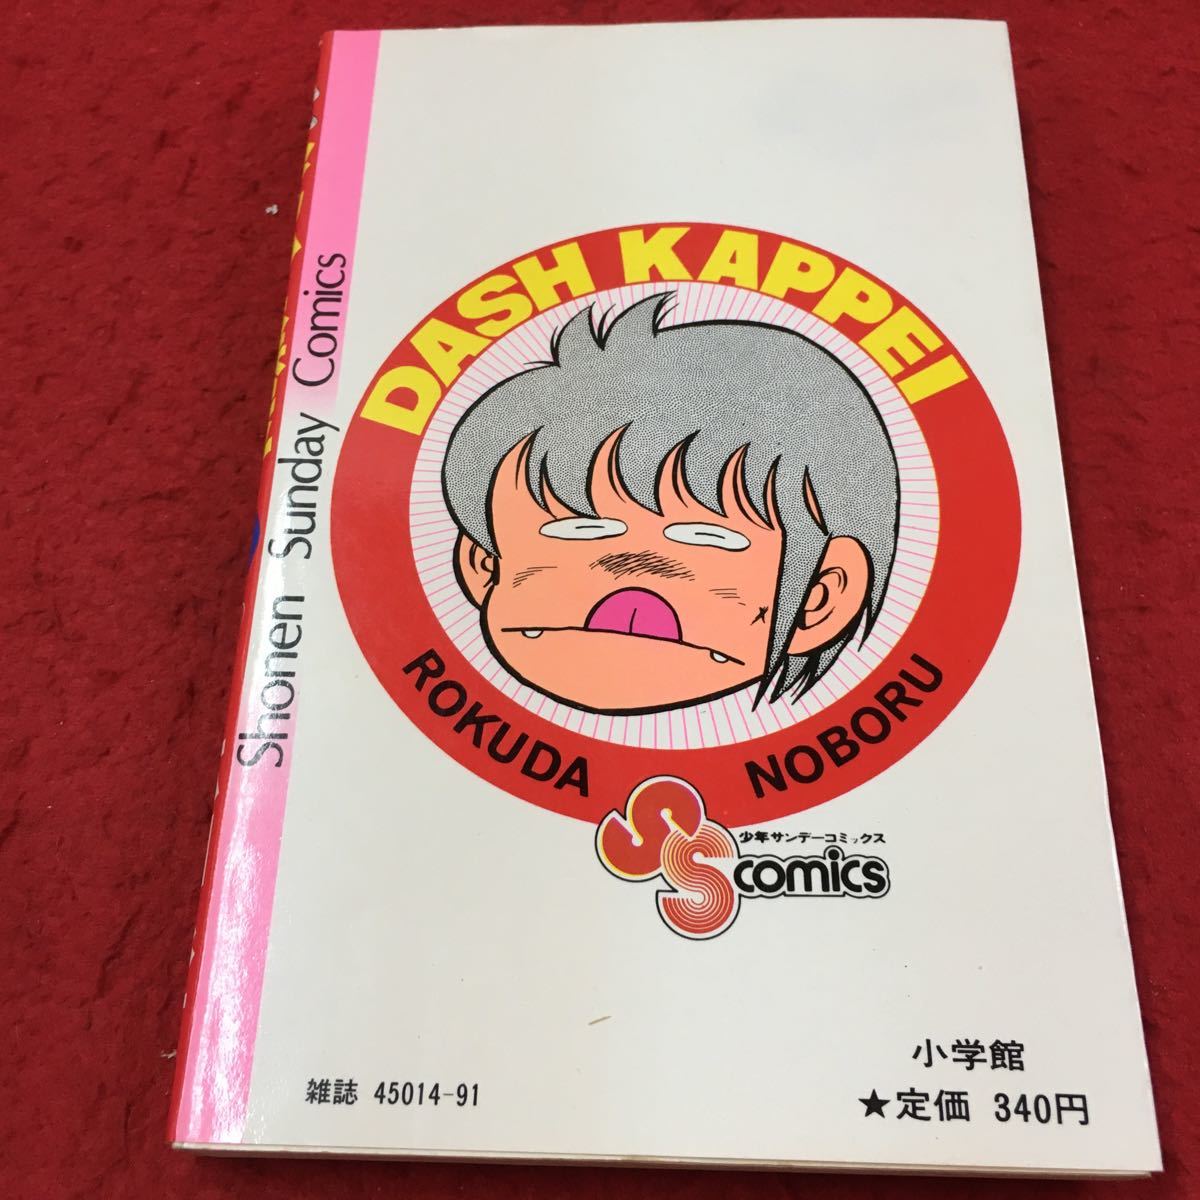 Shonen Sunday Comics
DASH KAPPEI
ROKUDA NOBORU
SS
少年サンデーコミックス
comics
小学館
雑誌 45014-91
★定価 340円